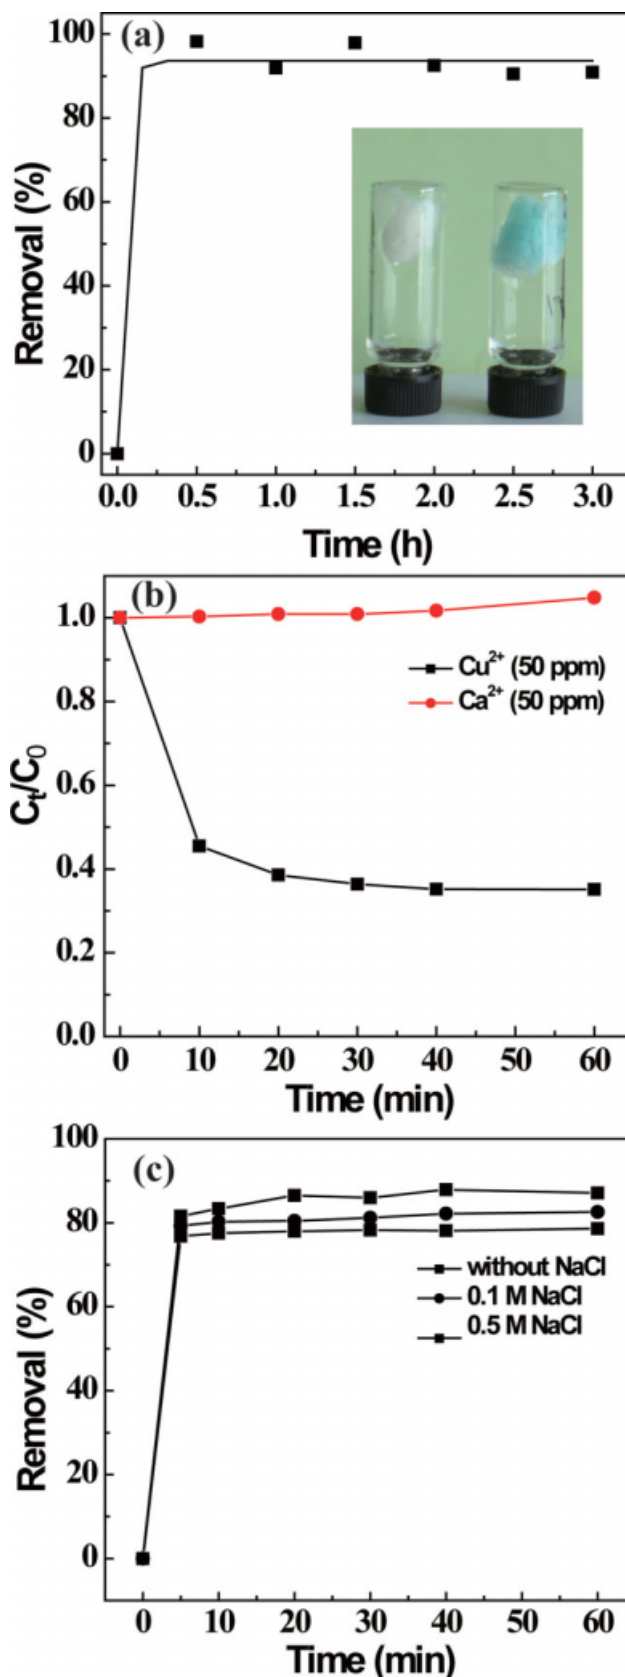 (a)
100
80
60
40
20
0
Removal (%)
0.0 0.5 1.0 1.5 2.0 2.5 3.0
Time (h)
(b)
1.0
0.8
0.6
0.4
0.2
0.0
Cₜ/C₀
Cu²⁺ (50 ppm)
Ca²⁺ (50 ppm)
0 10 20 30 40 50 60
Time (min)
(c)
100
80
60
40
20
0
Removal (%)
without NaCl
0.1 M NaCl
0.5 M NaCl
0 10 20 30 40 50 60
Time (min)